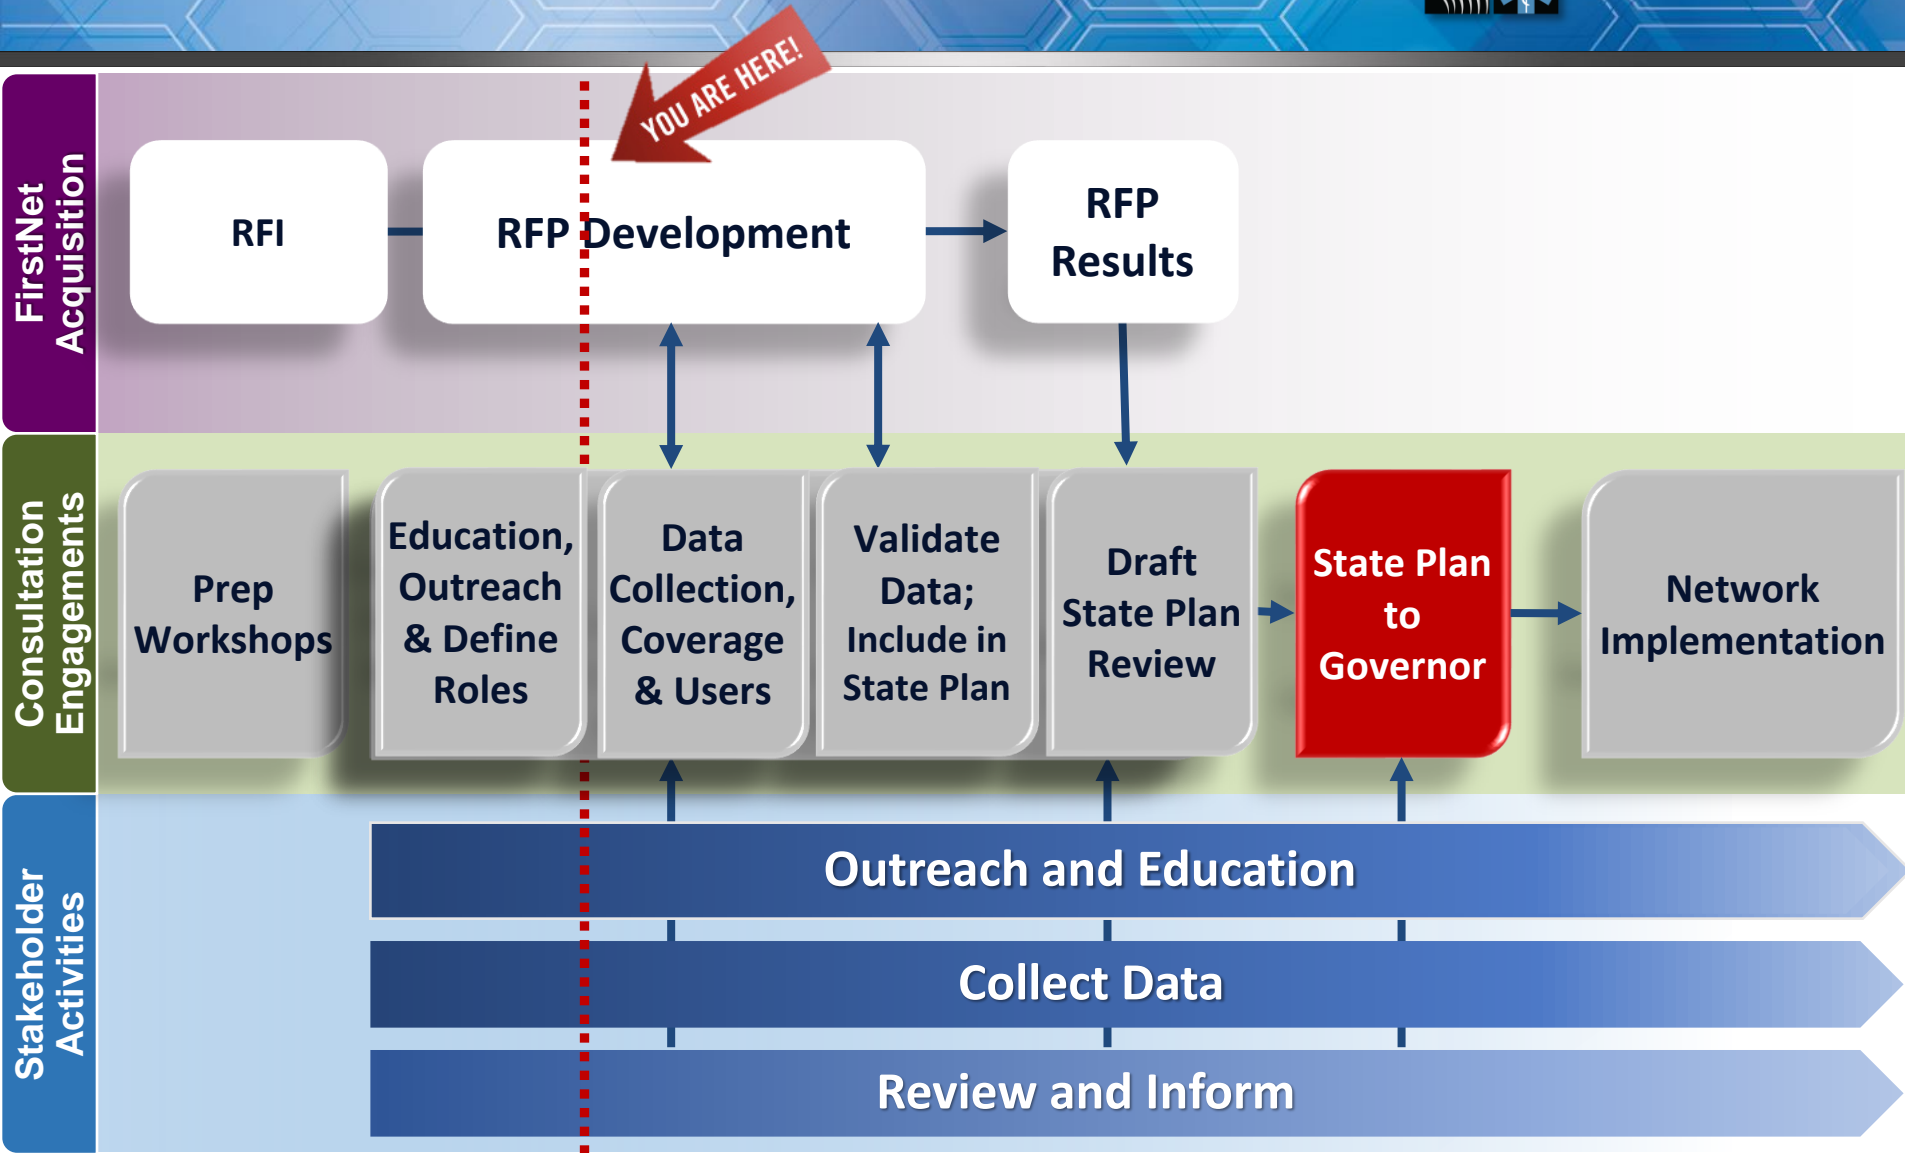 YOU ARE HERE!
FirstNet
Acquisition
RFI
RFP Development
RFP
Results
Consultation
Engagements
Prep
Workshops
Education,
Outreach
& Define
Roles
Data
Collection,
Coverage
& Users
Validate
Data;
Include in
State Plan
Draft
State Plan
Review
State Plan
to
Governor
Network
Implementation
Stakeholder
Activities
Outreach and Education
Collect Data
Review and Inform